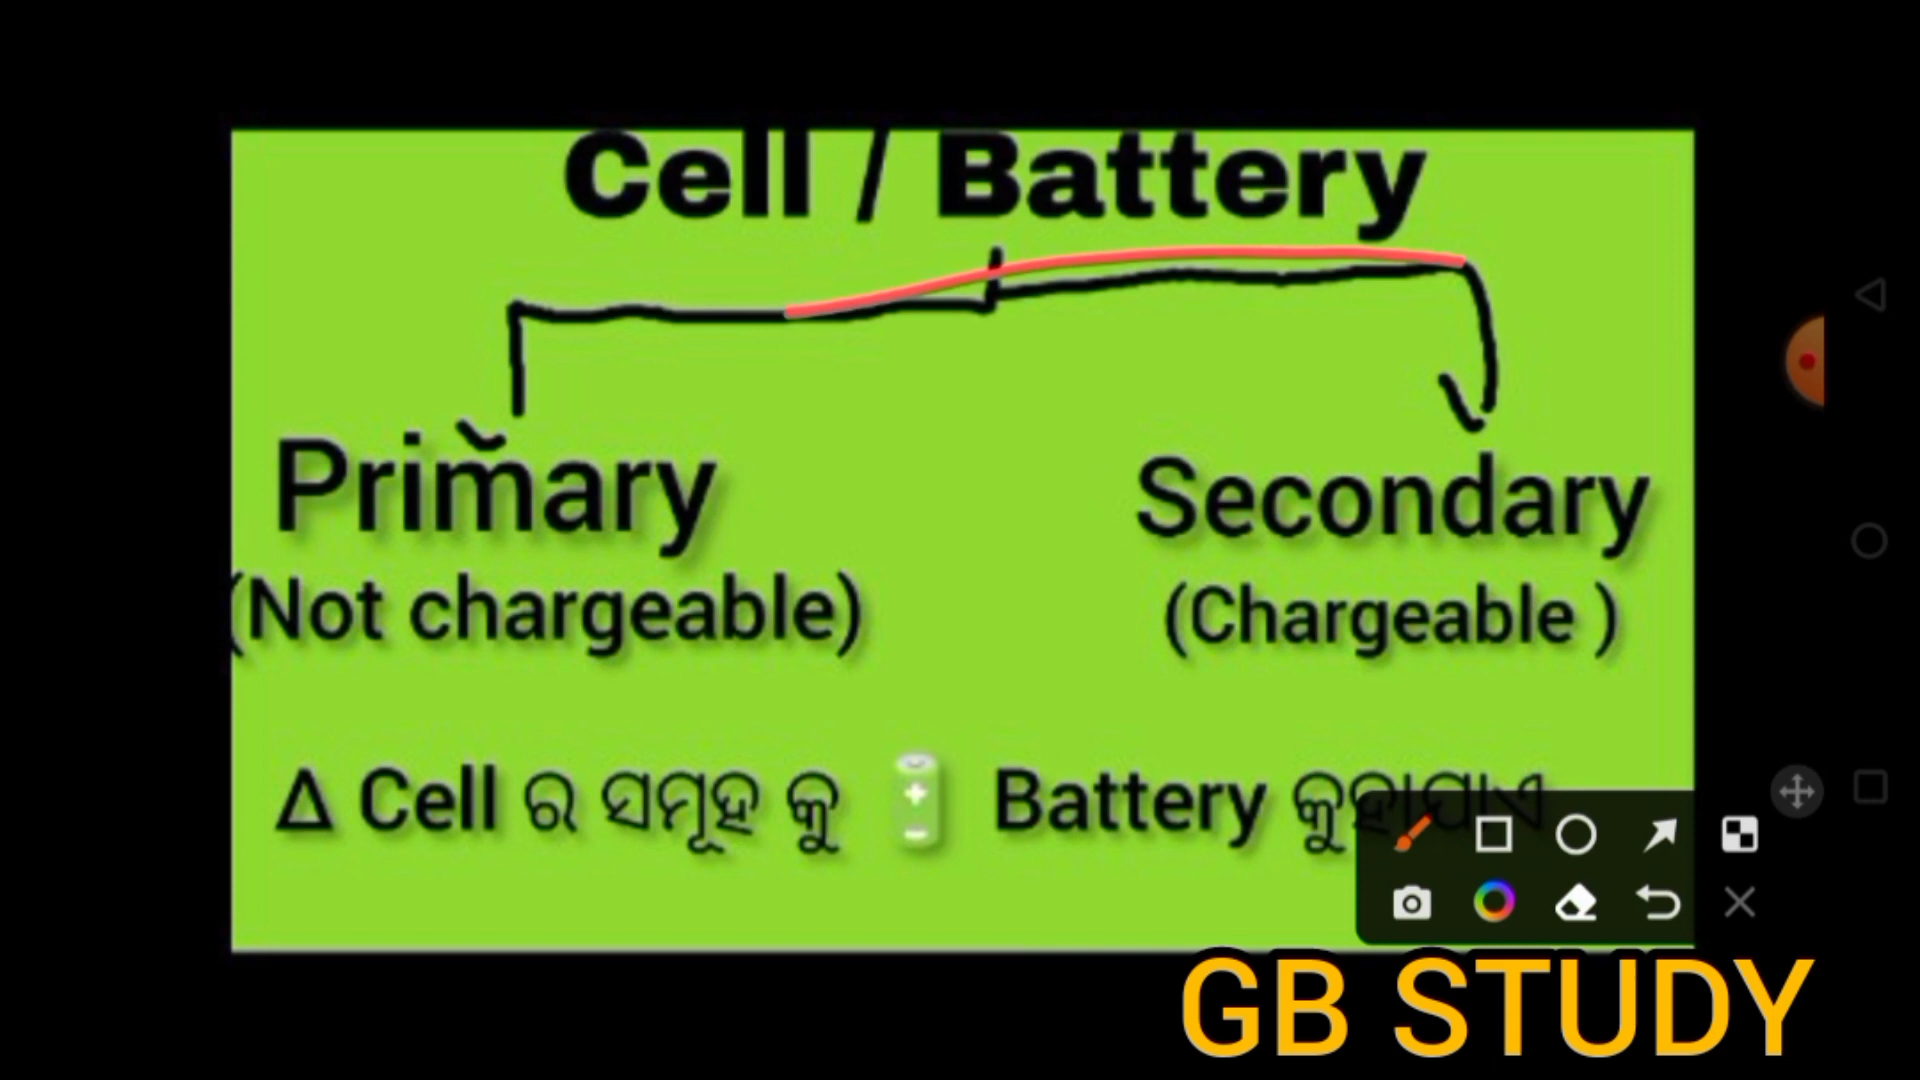 Cell / Battery
Primary
Secondary
(Not chargeable)
(Chargeable )
Δ Cell ର ସମୂହ କୁ Battery କୁହାଯାଏ
GB STUDY